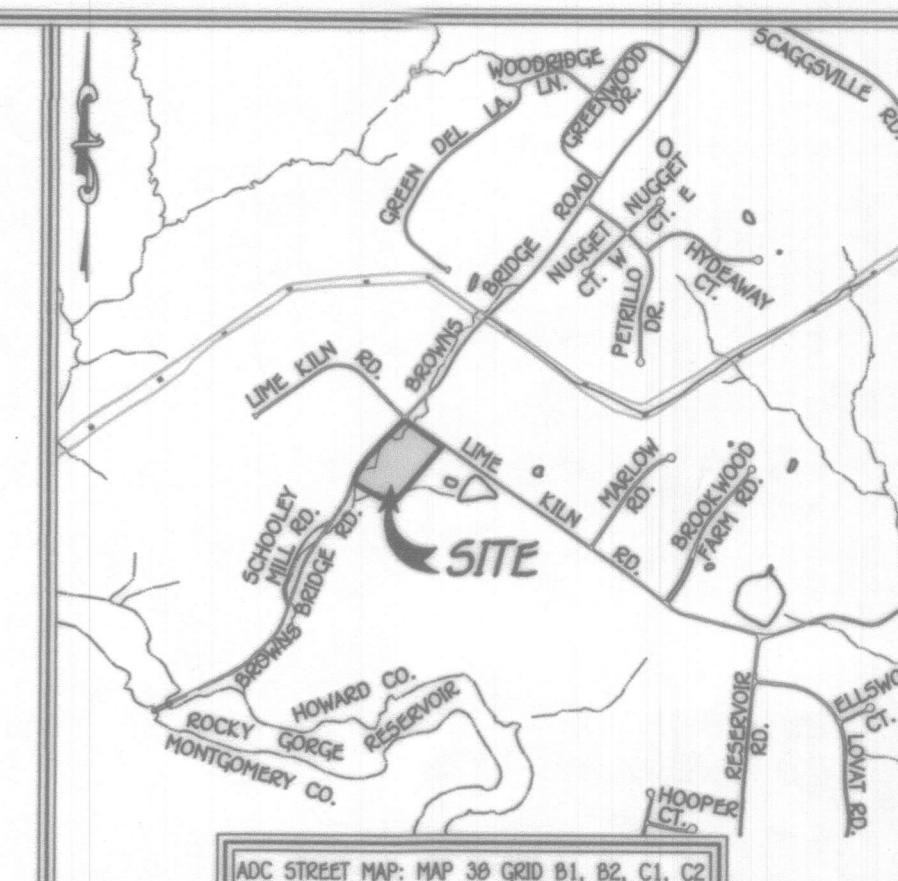 SCAGGSVILLE RD.
WOODRIDGE
LN.
GREENWOOD
DR.
GREEN DEL LA.
NUGGET
CT. E
NUGGET
CT. W
HYDEAWAY
CT.
PETRILLO
DR.
BROWNS BRIDGE ROAD
LIME KILN RD.
LIME KILN RD.
MARLOW
RD.
BROOKWOOD
FARM RD.
SCHOOLEY
MILL RD.
SITE
BROWNS BRIDGE RD.
HOWARD CO.
ROCKY GORGE RESERVOIR
MONTGOMERY CO.
RESERVOIR
RD.
CT.
LOVAT RD.
HOOPER
CT.
ADC STREET MAP: MAP 38 GRID B1, B2, C1, C2